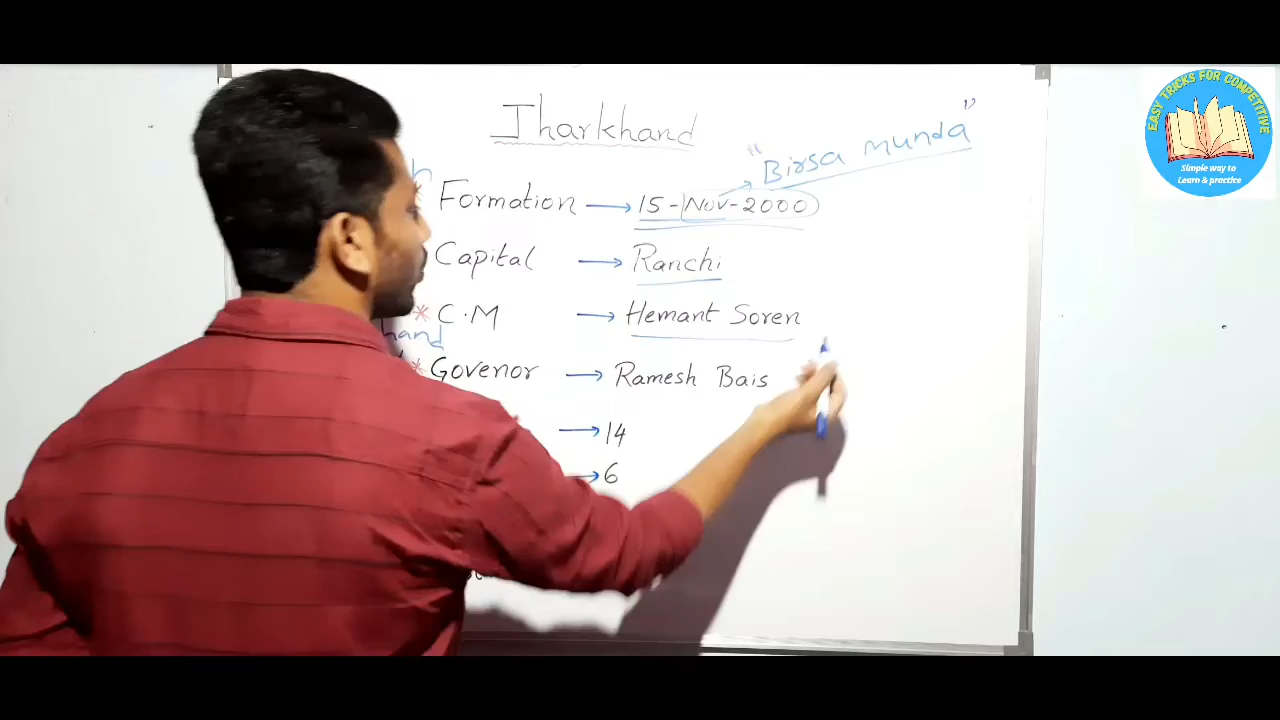 Jharkhand
"Birsa munda"
* Formation → 15-Nov-2000
Capital → Ranchi
* C.M → Hemant Soren
hand
* Govenor → Ramesh Bais
→ 14
→ 6
EASY TRICKS FOR COMPETITIVE
Simple way to
Learn & practice